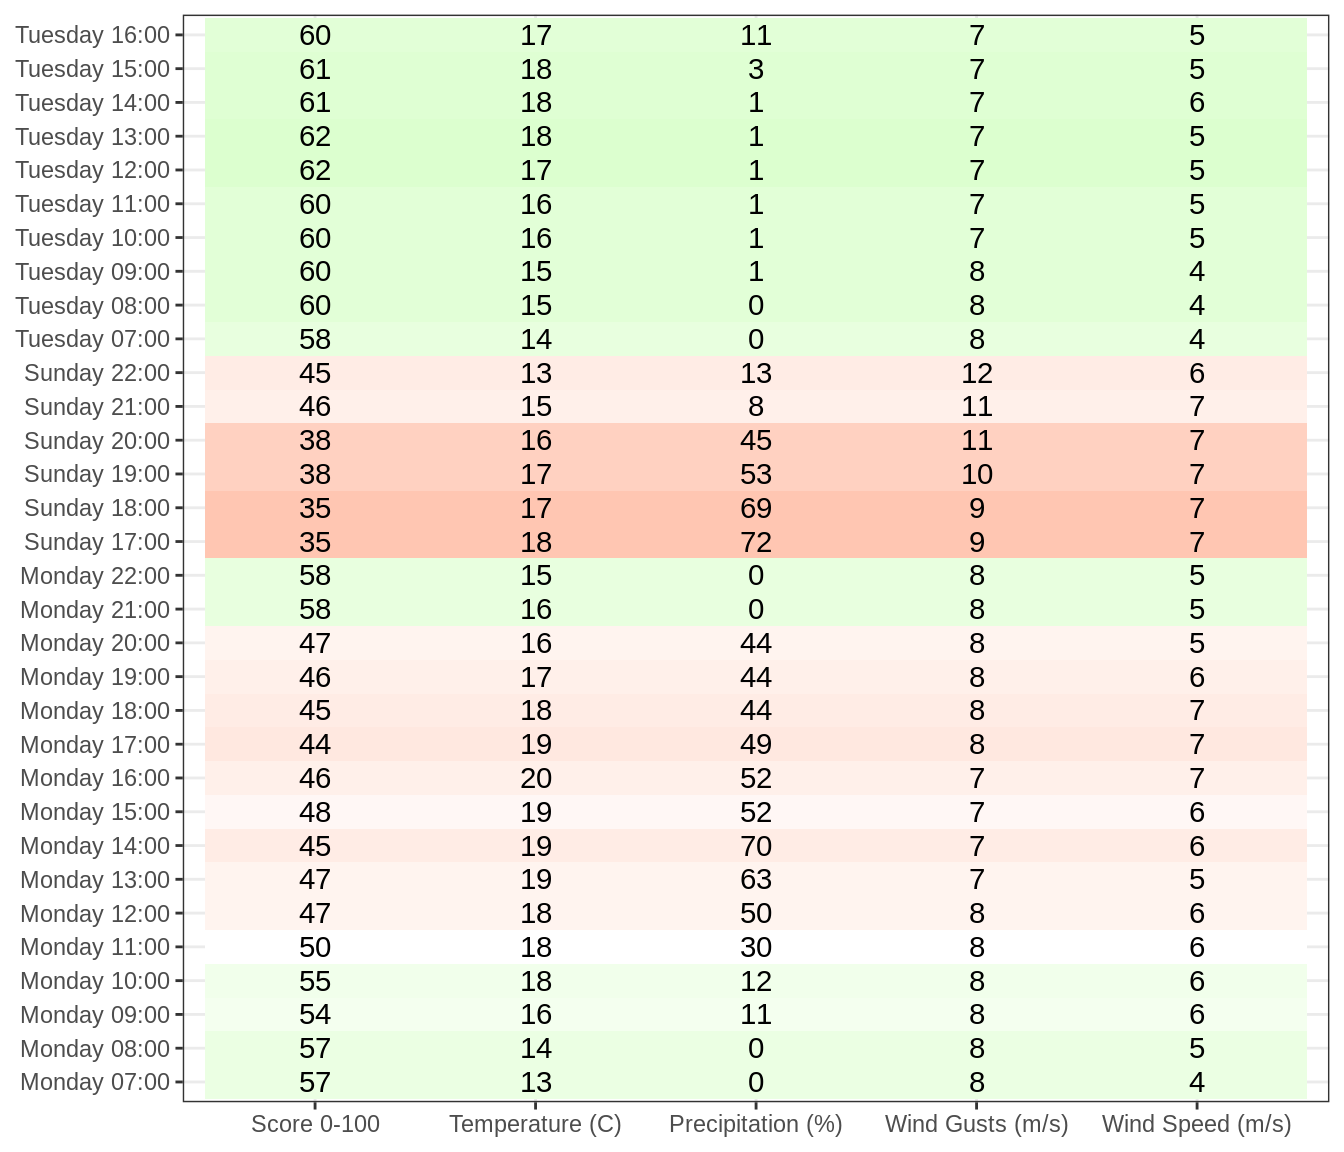 Tuesday 16:00 60 17 11 7 5
Tuesday 15:00 61 18 3 7 5
Tuesday 14:00 61 18 1 7 6
Tuesday 13:00 62 18 1 7 5
Tuesday 12:00 62 17 1 7 5
Tuesday 11:00 60 16 1 7 5
Tuesday 10:00 60 16 1 7 5
Tuesday 09:00 60 15 1 8 4
Tuesday 08:00 60 15 0 8 4
Tuesday 07:00 58 14 0 8 4
Sunday 22:00 45 13 13 12 6
Sunday 21:00 46 15 8 11 7
Sunday 20:00 38 16 45 11 7
Sunday 19:00 38 17 53 10 7
Sunday 18:00 35 17 69 9 7
Sunday 17:00 35 18 72 9 7
Monday 22:00 58 15 0 8 5
Monday 21:00 58 16 0 8 5
Monday 20:00 47 16 44 8 5
Monday 19:00 46 17 44 8 6
Monday 18:00 45 18 44 8 7
Monday 17:00 44 19 49 8 7
Monday 16:00 46 20 52 7 7
Monday 15:00 48 19 52 7 6
Monday 14:00 45 19 70 7 6
Monday 13:00 47 19 63 7 5
Monday 12:00 47 18 50 8 6
Monday 11:00 50 18 30 8 6
Monday 10:00 55 18 12 8 6
Monday 09:00 54 16 11 8 6
Monday 08:00 57 14 0 8 5
Monday 07:00 57 13 0 8 4
Score 0-100 Temperature (C) Precipitation (%) Wind Gusts (m/s) Wind Speed (m/s)